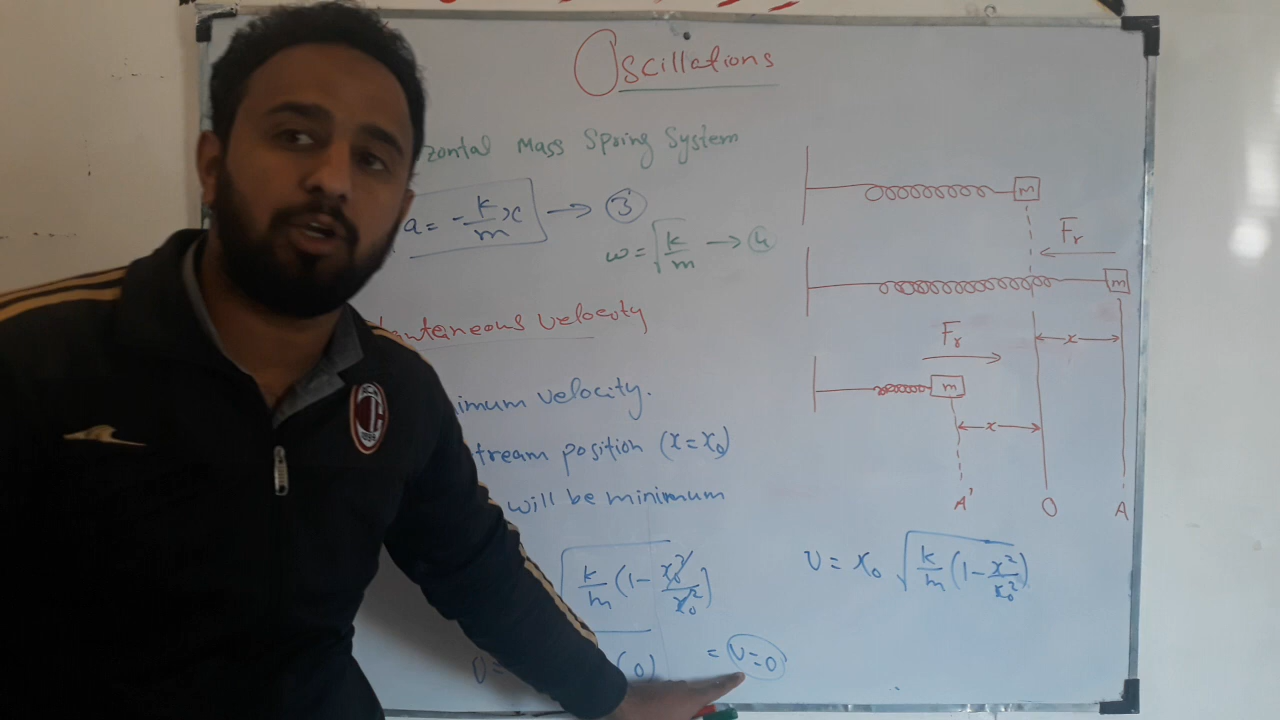 Oscillations
zontal Mass Spring System
a = -k/m x → 3
ω = √k/m → 4
antaneous velocity
imum velocity.
tream position (x = x₀)
will be minimum
√k/m (1 - x₀²/x₀²)
v =
(0)
= v = 0
m
Fr
m
x
Fr
m
x
A'
O
A
v = x₀ √k/m (1 - x²/x₀²)